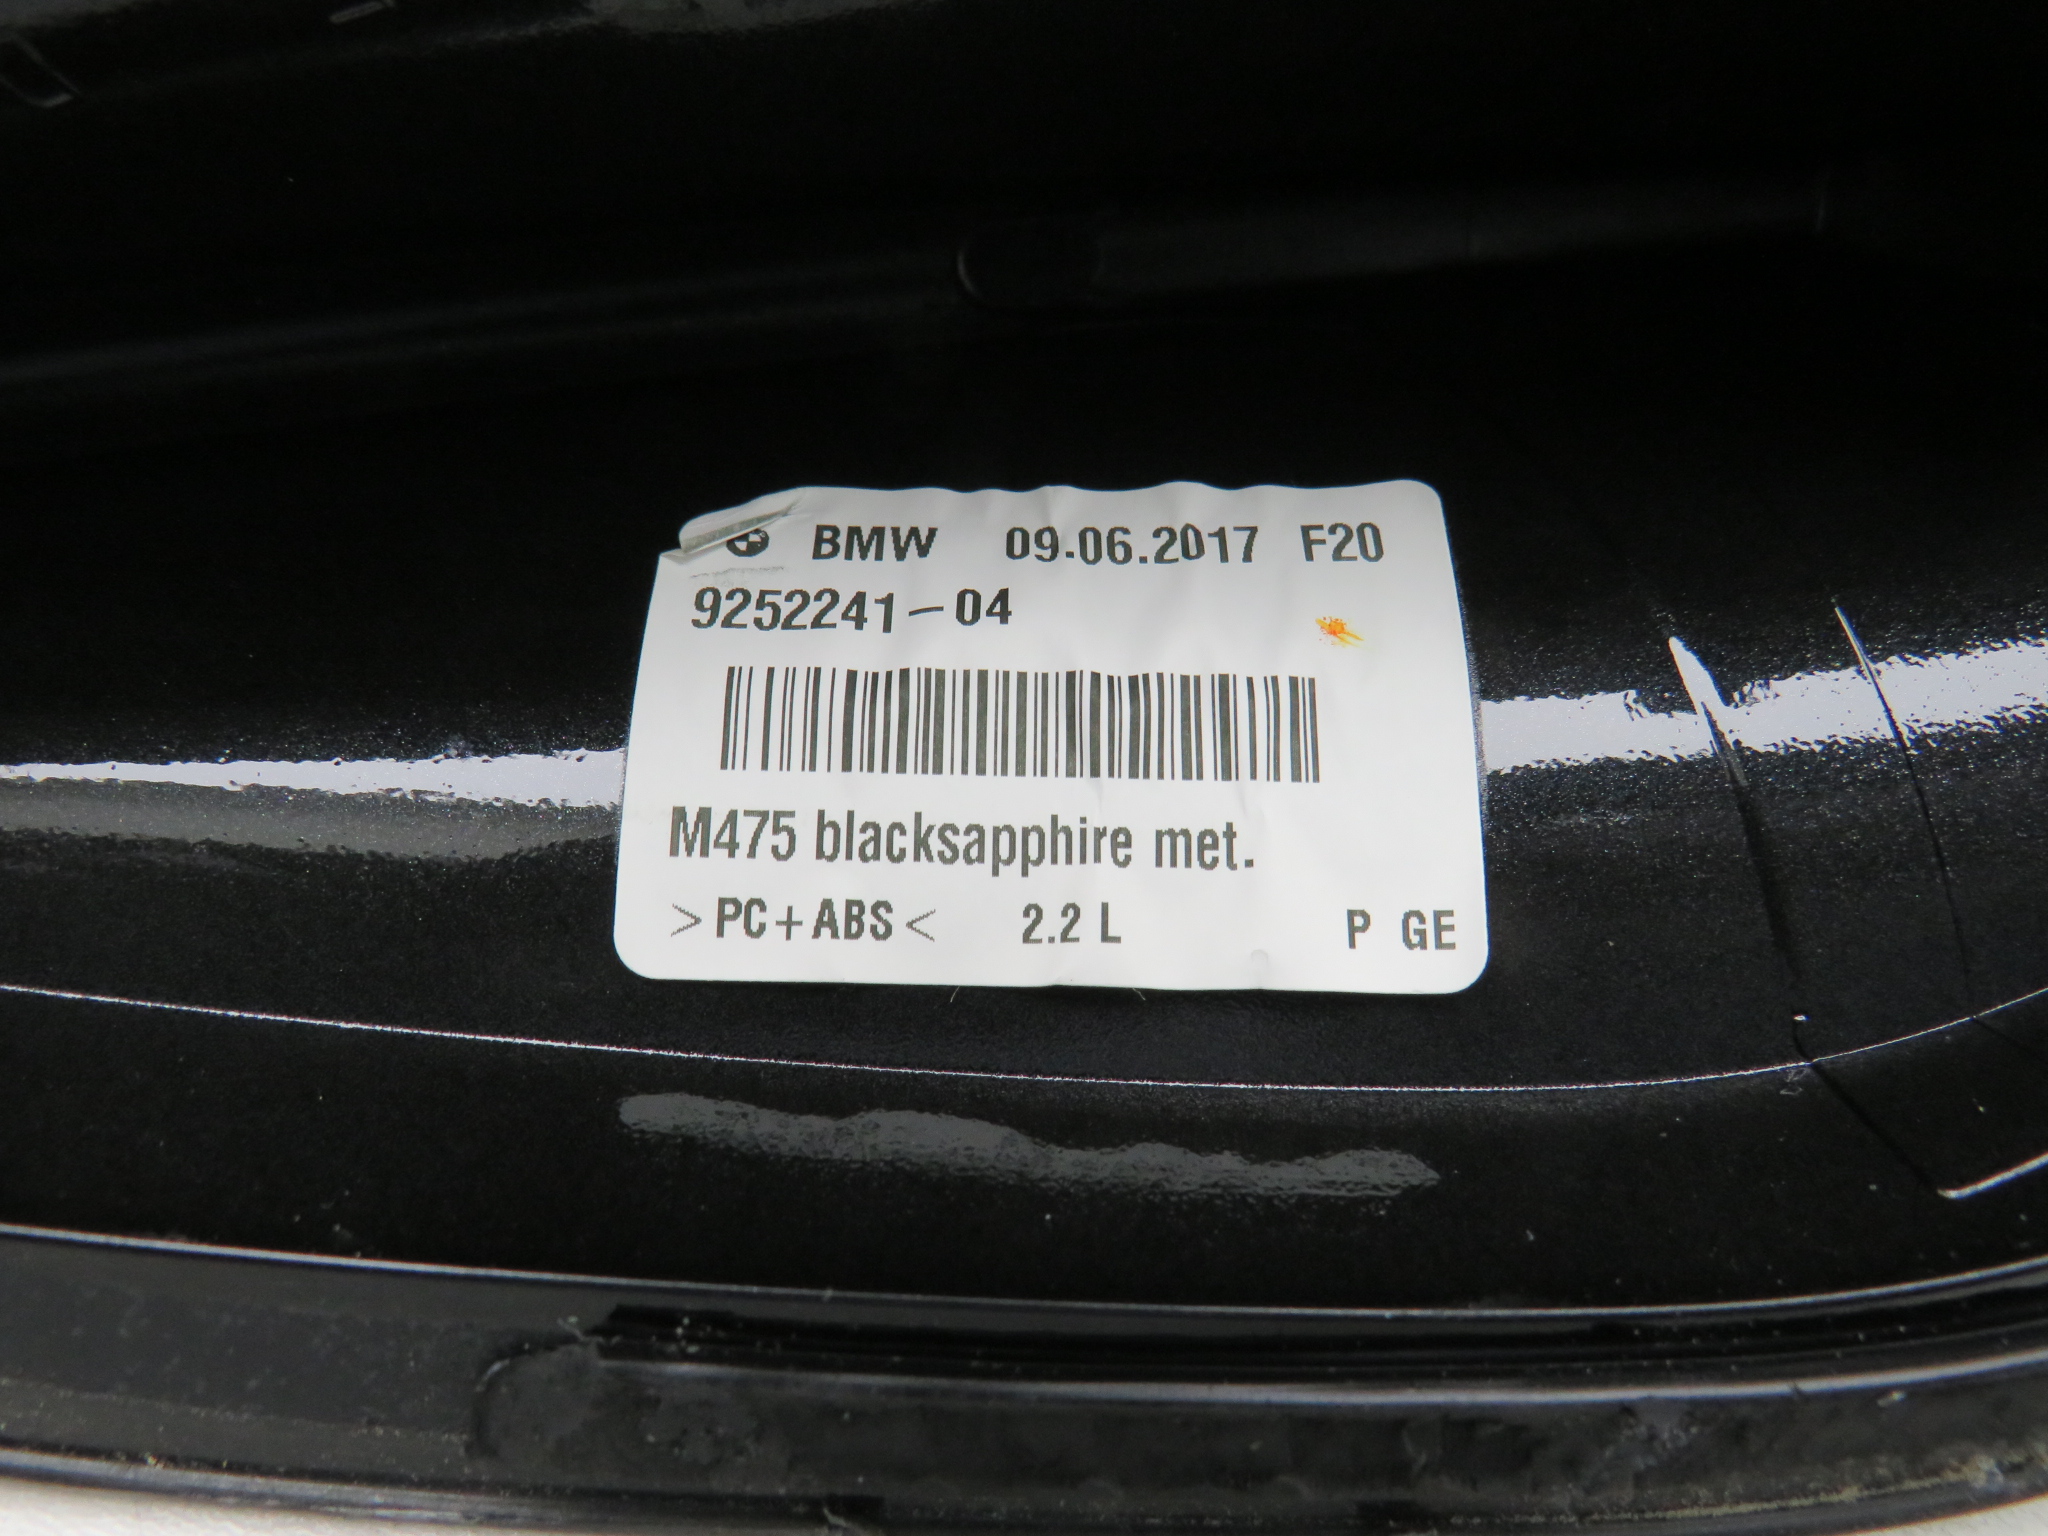 BMW 09.06.2017 F20
9252241-04
M475 blacksapphire met.
>PC+ABS< 2.2 L P GE